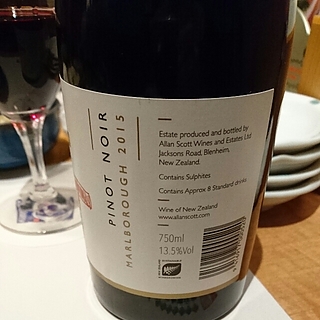 PINOT NOIR
MARLBOROUGH 2015
Estate produced and bottled by
Allan Scott Wines and Estates Ltd
Jacksons Road, Blenheim,
New Zealand.
Contains Sulphites
Contains Approx 8 Standard drinks
Wine of New Zealand
www.allanscott.com
750ml
13.5%Vol